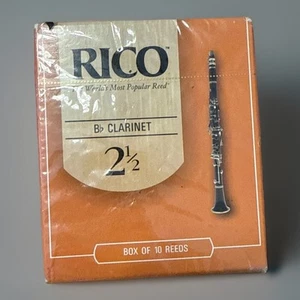 RICO
World's Most Popular Reed
B♭ CLARINET
2½
BOX OF 10 REEDS